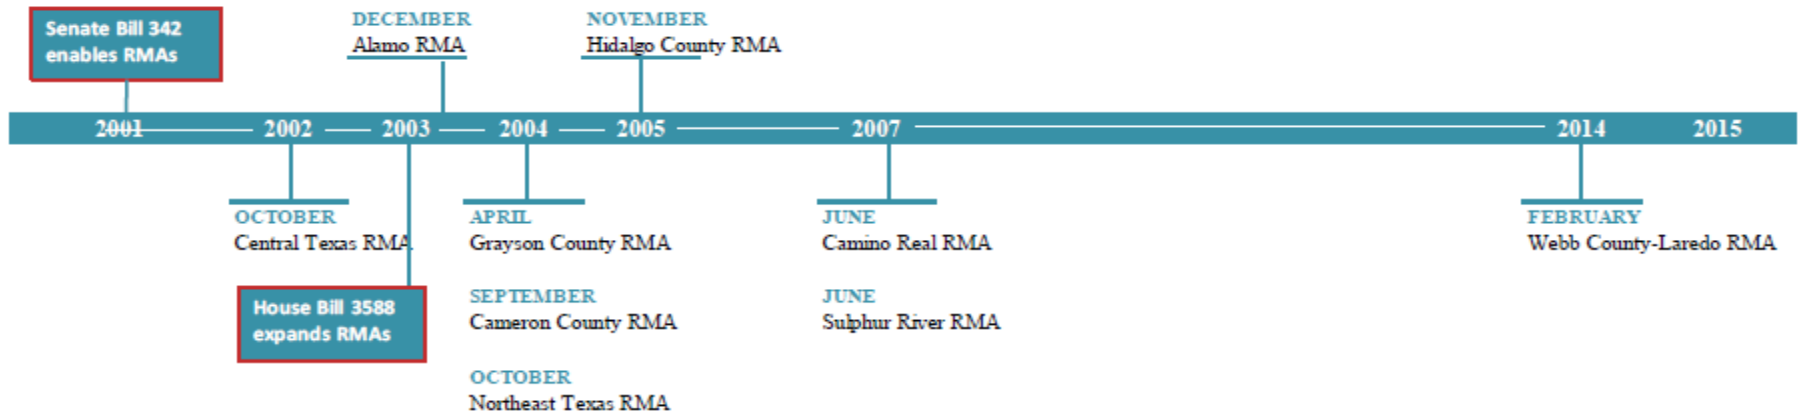 Senate Bill 342
enables RMAs
DECEMBER
Alamo RMA
NOVEMBER
Hidalgo County RMA
2001 2002 2003 2004 2005 2007 2014 2015
OCTOBER
Central Texas RMA
House Bill 3588
expands RMAs
APRIL
Grayson County RMA
SEPTEMBER
Cameron County RMA
OCTOBER
Northeast Texas RMA
JUNE
Camino Real RMA
JUNE
Sulphur River RMA
FEBRUARY
Webb County-Laredo RMA